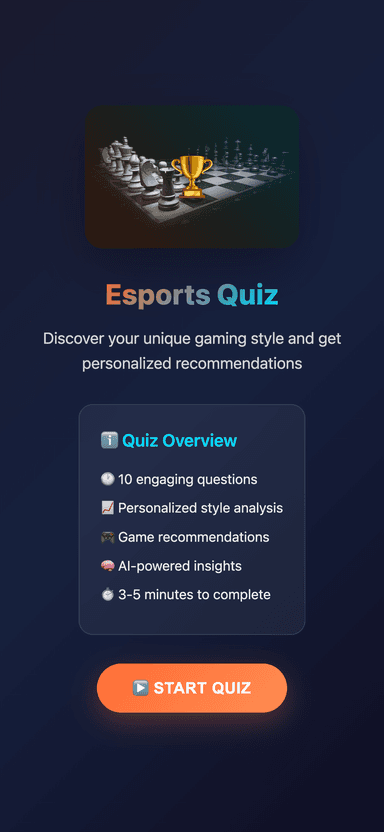 Esports Quiz
Discover your unique gaming style and get
personalized recommendations
ℹ️ Quiz Overview
🕐 10 engaging questions
📈 Personalized style analysis
🎮 Game recommendations
🧠 AI-powered insights
⏱️ 3-5 minutes to complete
▶️ START QUIZ